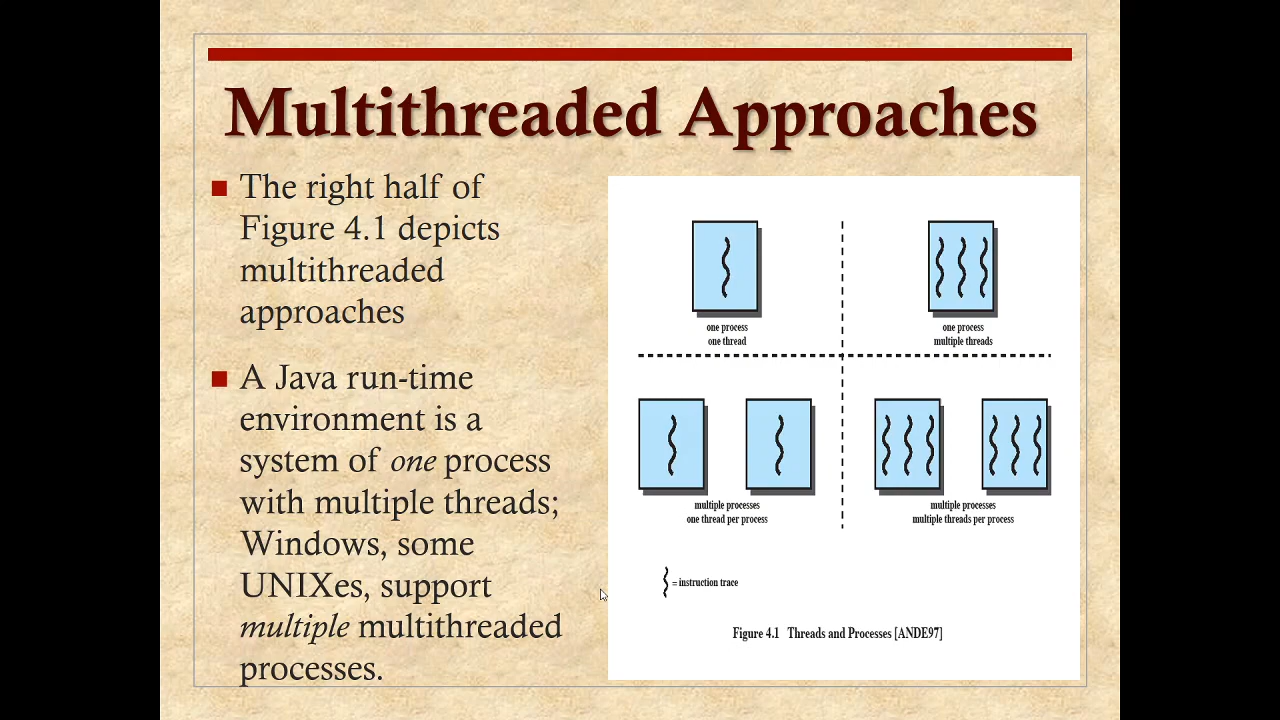 Multithreaded Approaches
The right half of
Figure 4.1 depicts
multithreaded
approaches
A Java run-time
environment is a
system of one process
with multiple threads;
Windows, some
UNIXes, support
multiple multithreaded
processes.
one process
one thread
one process
multiple threads
multiple processes
one thread per process
multiple processes
multiple threads per process
= instruction trace
Figure 4.1 Threads and Processes [ANDE97]